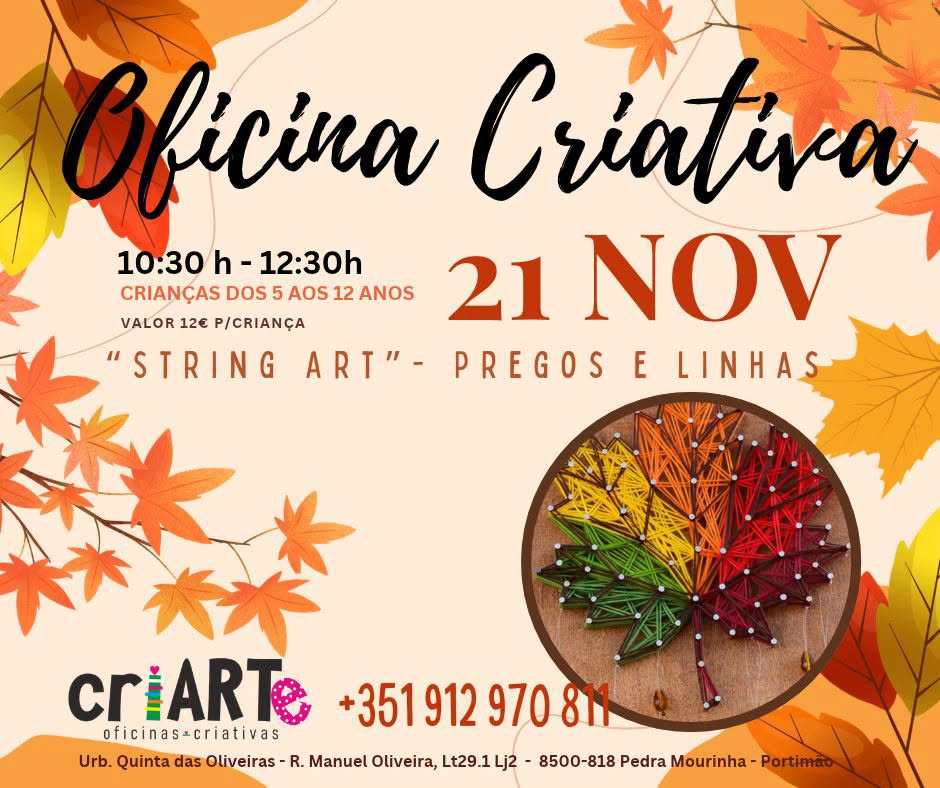 Oficina Criativa
10:30 h - 12:30h
21 NOV
CRIANÇAS DOS 5 AOS 12 ANOS
VALOR 12€ P/CRIANÇA
“STRING ART”- PREGOS E LINHAS
criARTe
oficinas-criativas
+351 912 970 811
Urb. Quinta das Oliveiras - R. Manuel Oliveira, Lt29.1 Lj2 - 8500-818 Pedra Mourinha - Portimão